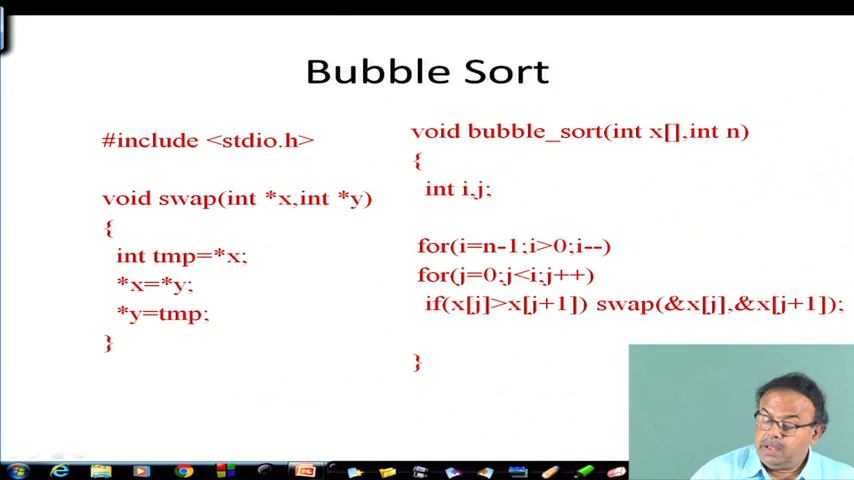 Bubble Sort
#include <stdio.h>
void swap(int *x,int *y)
{
int tmp=*x;
*x=*y;
*y=tmp;
}
void bubble_sort(int x[],int n)
{
int i,j;
for(i=n-1;i>0;i--)
for(j=0;j<i;j++)
if(x[j]>x[j+1]) swap(&x[j],&x[j+1]);
}